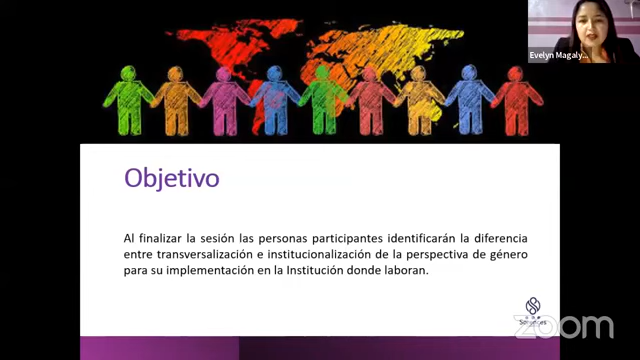 Evelyn Magaly...
Objetivo
Al finalizar la sesión las personas participantes identificarán la diferencia
entre transversalización e institucionalización de la perspectiva de género
para su implementación en la Institución donde laboran.
zoom